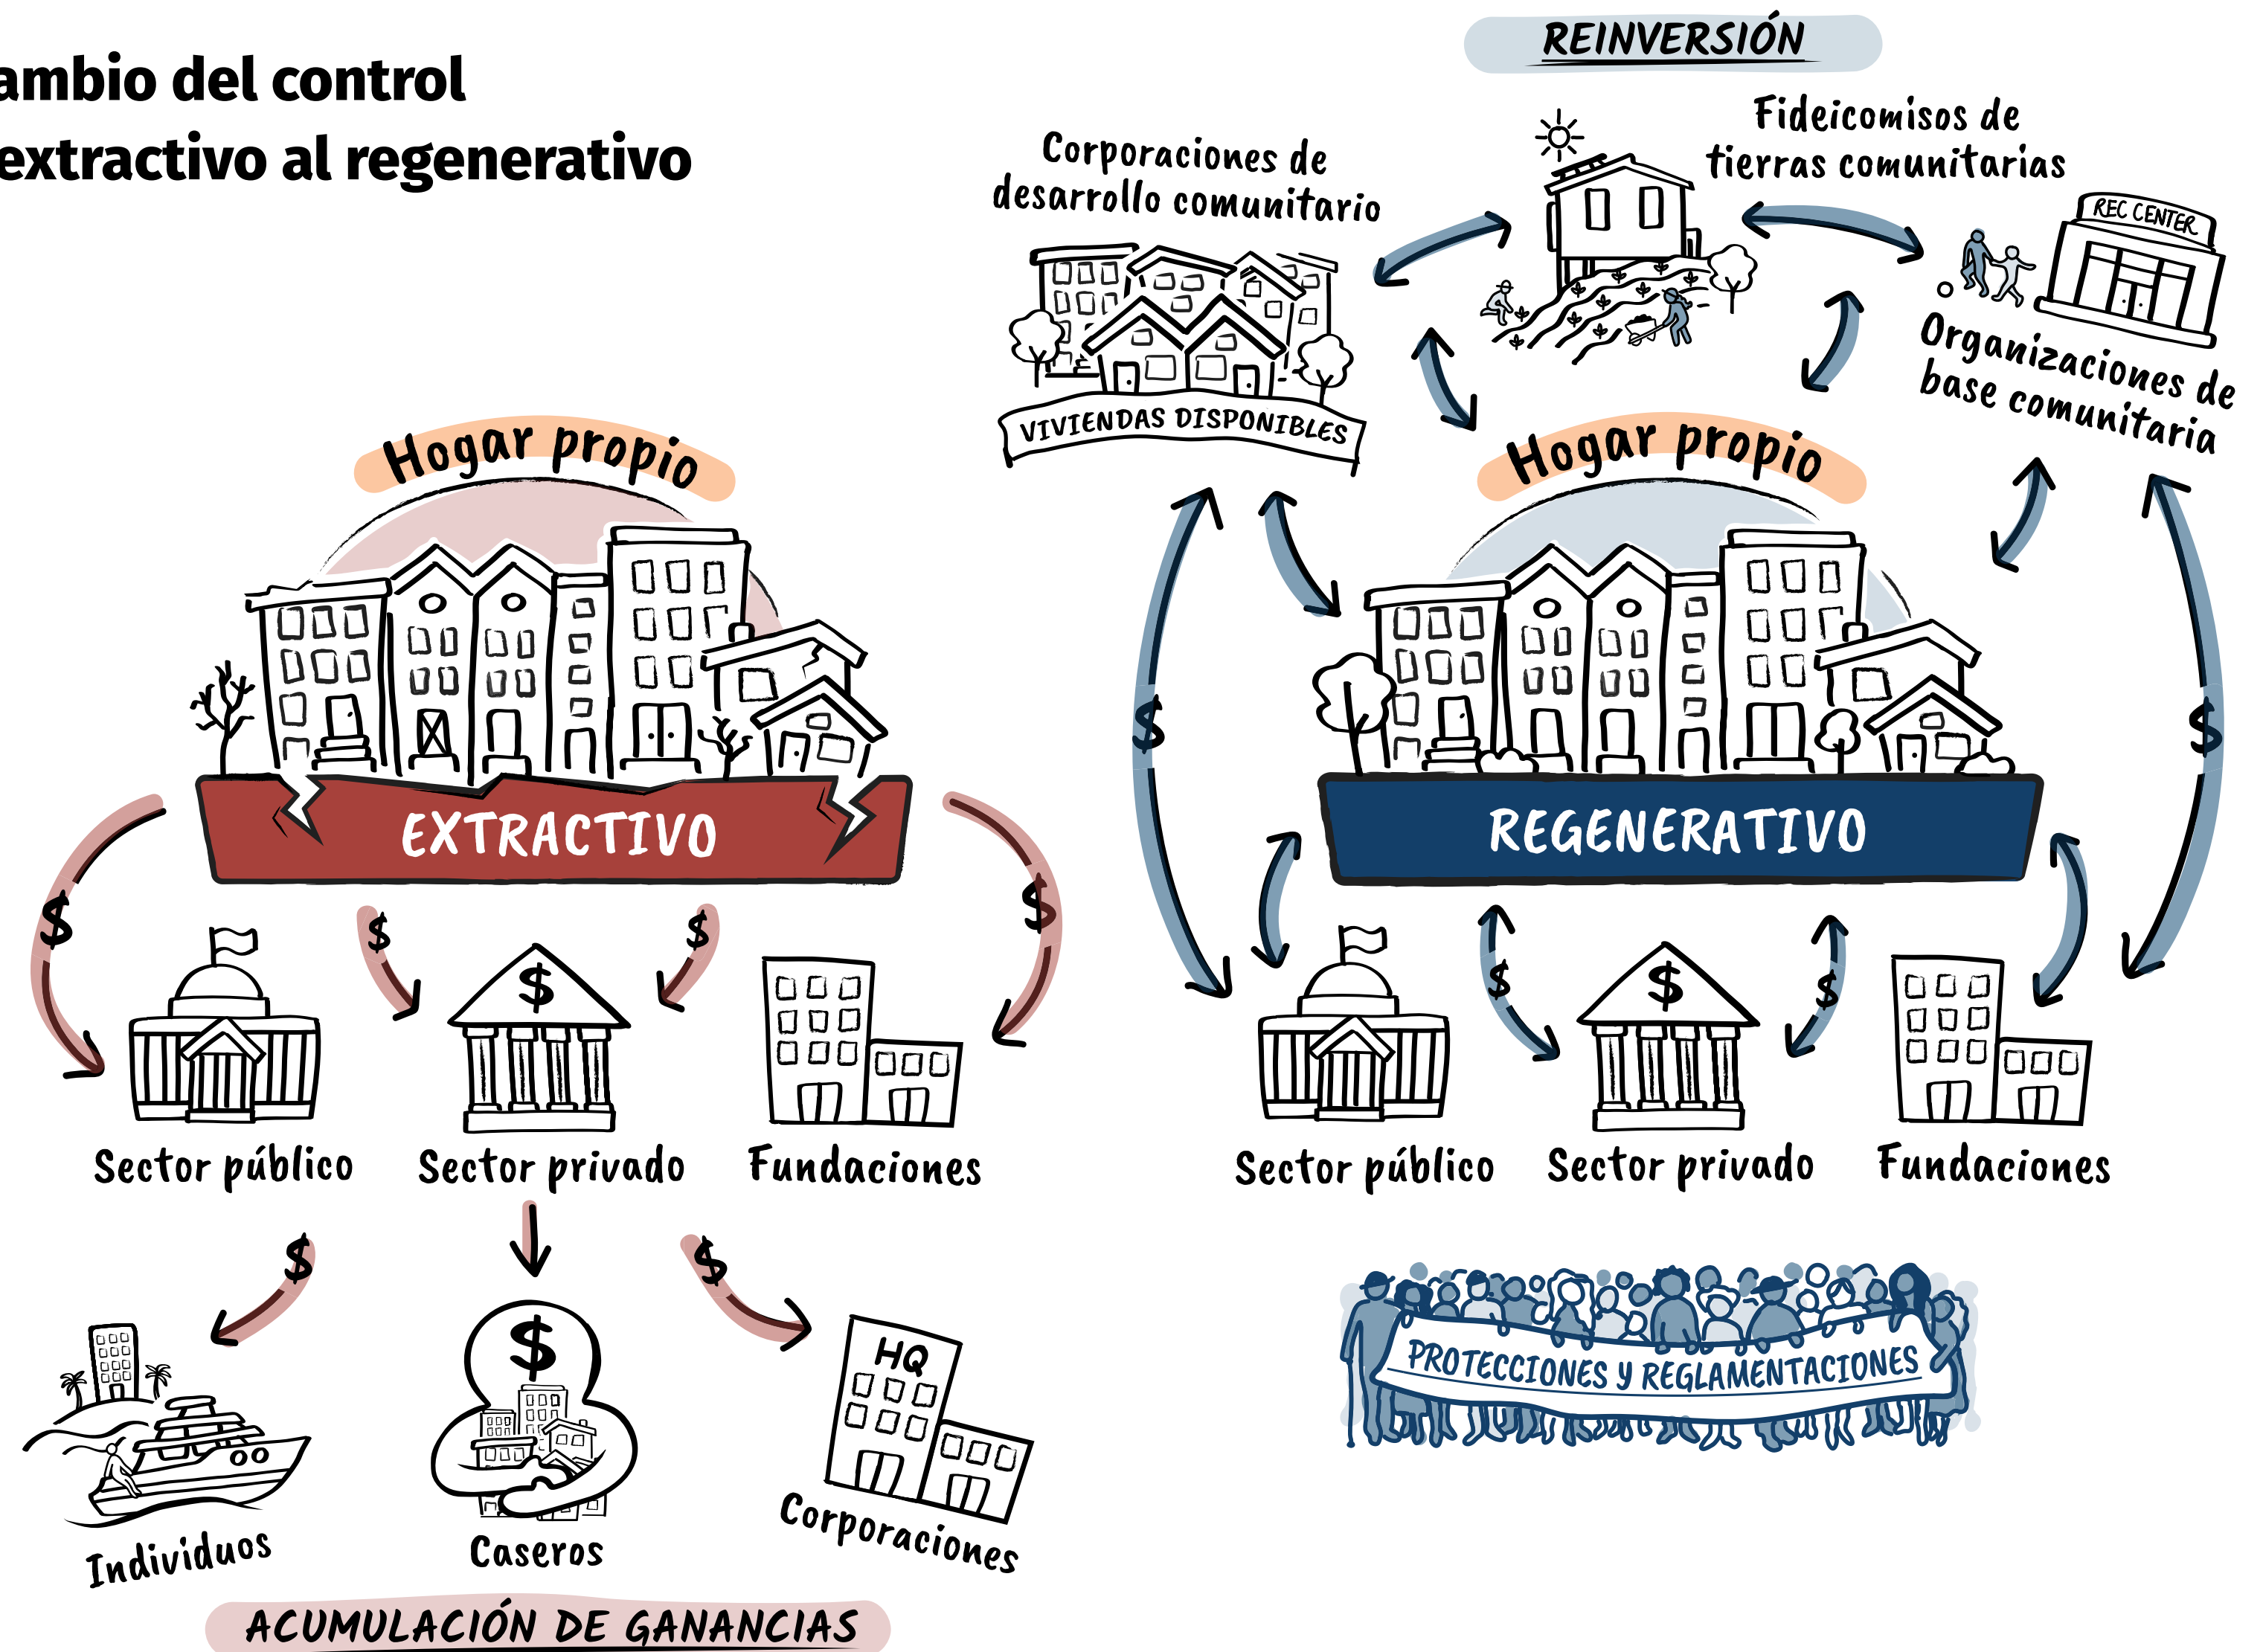 ambio del control
extractivo al regenerativo
Hogar propio
EXTRACTIVO
$
$
$
$
$
Sector público
Sector privado
Fundaciones
$
$
$
HQ
Individuos
Caseros
Corporaciones
ACUMULACIÓN DE GANANCIAS
REINVERSIÓN
Corporaciones de
desarrollo comunitario
VIVIENDAS DISPONIBLES
Fideicomisos de
tierras comunitarias
REC CENTER
Organizaciones de
base comunitaria
Hogar propio
$
$
REGENERATIVO
$
$
$
Sector público
Sector privado
Fundaciones
PROTECCIONES Y REGLAMENTACIONES